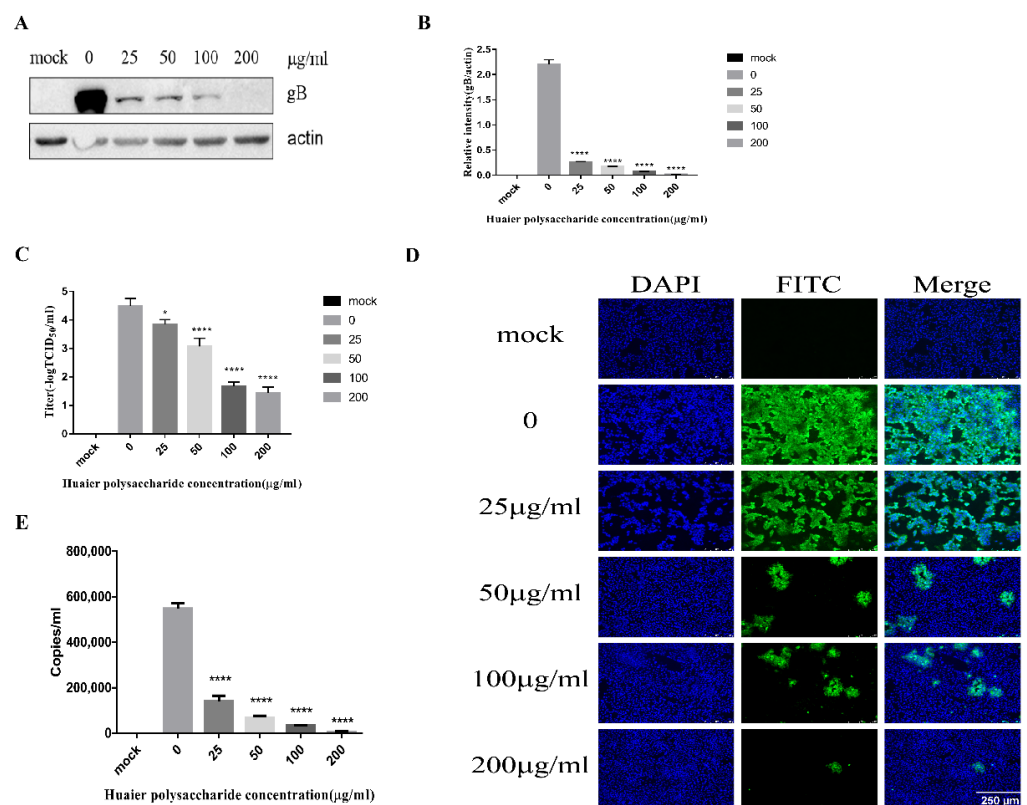 A
mock 0 25 50 100 200 μg/ml
gB
actin
B
Relative intensity(gB/actin)
2.5
2.0
1.5
1.0
0.5
0.0
**** **** **** ****
mock 0 25 50 100 200
Huaier polysaccharide concentration(μg/ml)
mock
0
25
50
100
200
C
Titer(-logTCID50/ml)
5
4
3
2
1
0
* **** **** ****
mock 0 25 50 100 200
Huaier polysaccharide concentration(μg/ml)
mock
0
25
50
100
200
D
DAPI FITC Merge
mock
0
25μg/ml
50μg/ml
100μg/ml
200μg/ml
250 μm
E
Copies/ml
800,000
600,000
400,000
200,000
0
**** **** **** ****
mock 0 25 50 100 200
Huaier polysaccharide concentration(μg/ml)